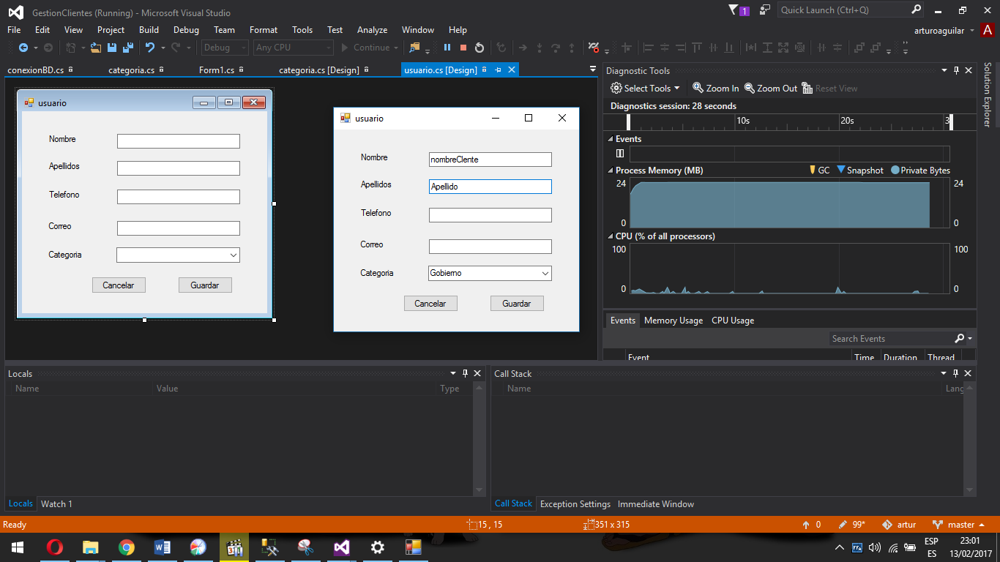 GestionClientes (Running) - Microsoft Visual Studio
1
Quick Launch (Ctrl+Q)
File Edit View Project Build Debug Team Format Tools Test Analyze Window Help
arturoaguilar A
Debug Any CPU Continue
conexionBD.cs categoria.cs Form1.cs categoria.cs [Design] usuario.cs [Design]
usuario
Nombre
Apellidos
Telefono
Correo
Categoria
Cancelar Guardar
usuario
Nombre nombreClente
Apellidos Apellido
Telefono
Correo
Categoria Gobierno
Cancelar Guardar
Diagnostic Tools
Select Tools Zoom In Zoom Out Reset View
Diagnostics session: 28 seconds
10s 20s 3
Events
Process Memory (MB) GC Snapshot Private Bytes
24 24
0 0
CPU (% of all processors)
100 100
0 0
Events Memory Usage CPU Usage
Search Events
Event Time Duration Thread
Solution Explorer
Locals
Name Value Type
Locals Watch 1
Call Stack
Name Lang
Call Stack Exception Settings Immediate Window
Ready 15 , 15 351 x 315 0 99* artur master
ESP
ES
23:01
13/02/2017